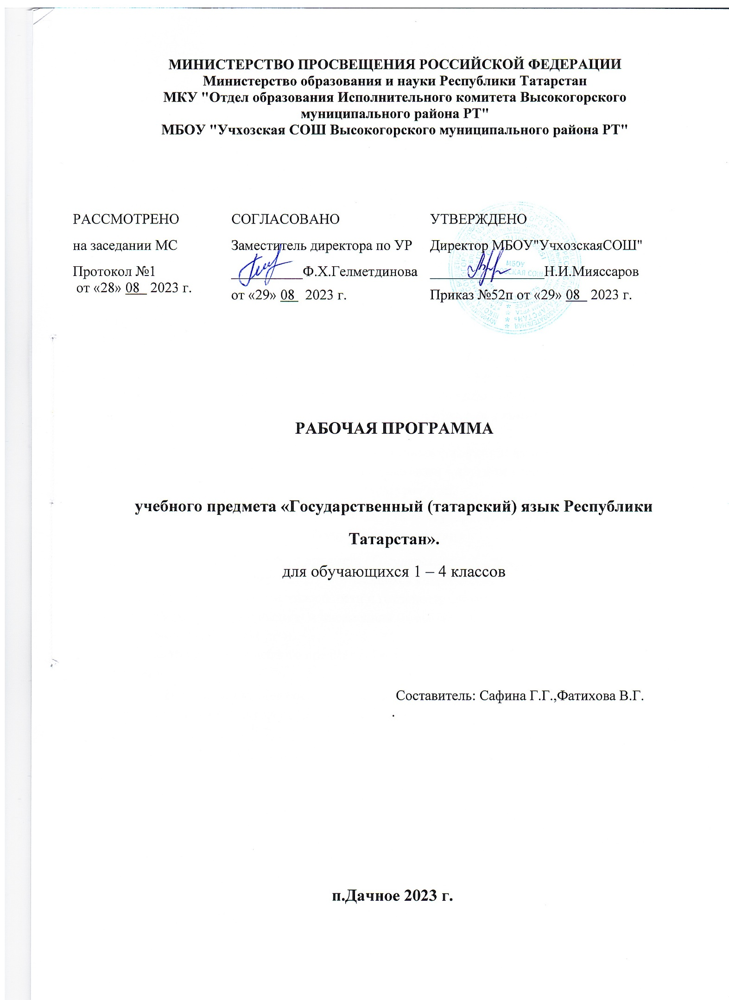 МИНИСТЕРСТВО ПРОСВЕЩЕНИЯ РОССИЙСКОЙ ФЕДЕРАЦИИ
Министерство образования и науки Республики Татарстан
МКУ "Отдел образования Исполнительного комитета Высокогорского
муниципального района РТ"
МБОУ "Учхозская СОШ Высокогорского муниципального района РТ"
РАССМОТРЕНО
на заседании МС
Протокол №1
от «28» 08 2023 г.
СОГЛАСОВАНО
Заместитель директора по УР
Ф.Х.Гелметдинова
от «29» 08 2023 г.
УТВЕРЖДЕНО
Директор МБОУ"УчхозскаяСОШ"
Н.И.Мияссаров
Приказ №52п от «29» 08 2023 г.
МБОУ
РАБОЧАЯ ПРОГРАММА
учебного предмета «Государственный (татарский) язык Республики
Татарстан».
для обучающихся 1 – 4 классов
Составитель: Сафина Г.Г.,Фатихова В.Г.
.
п.Дачное 2023 г.